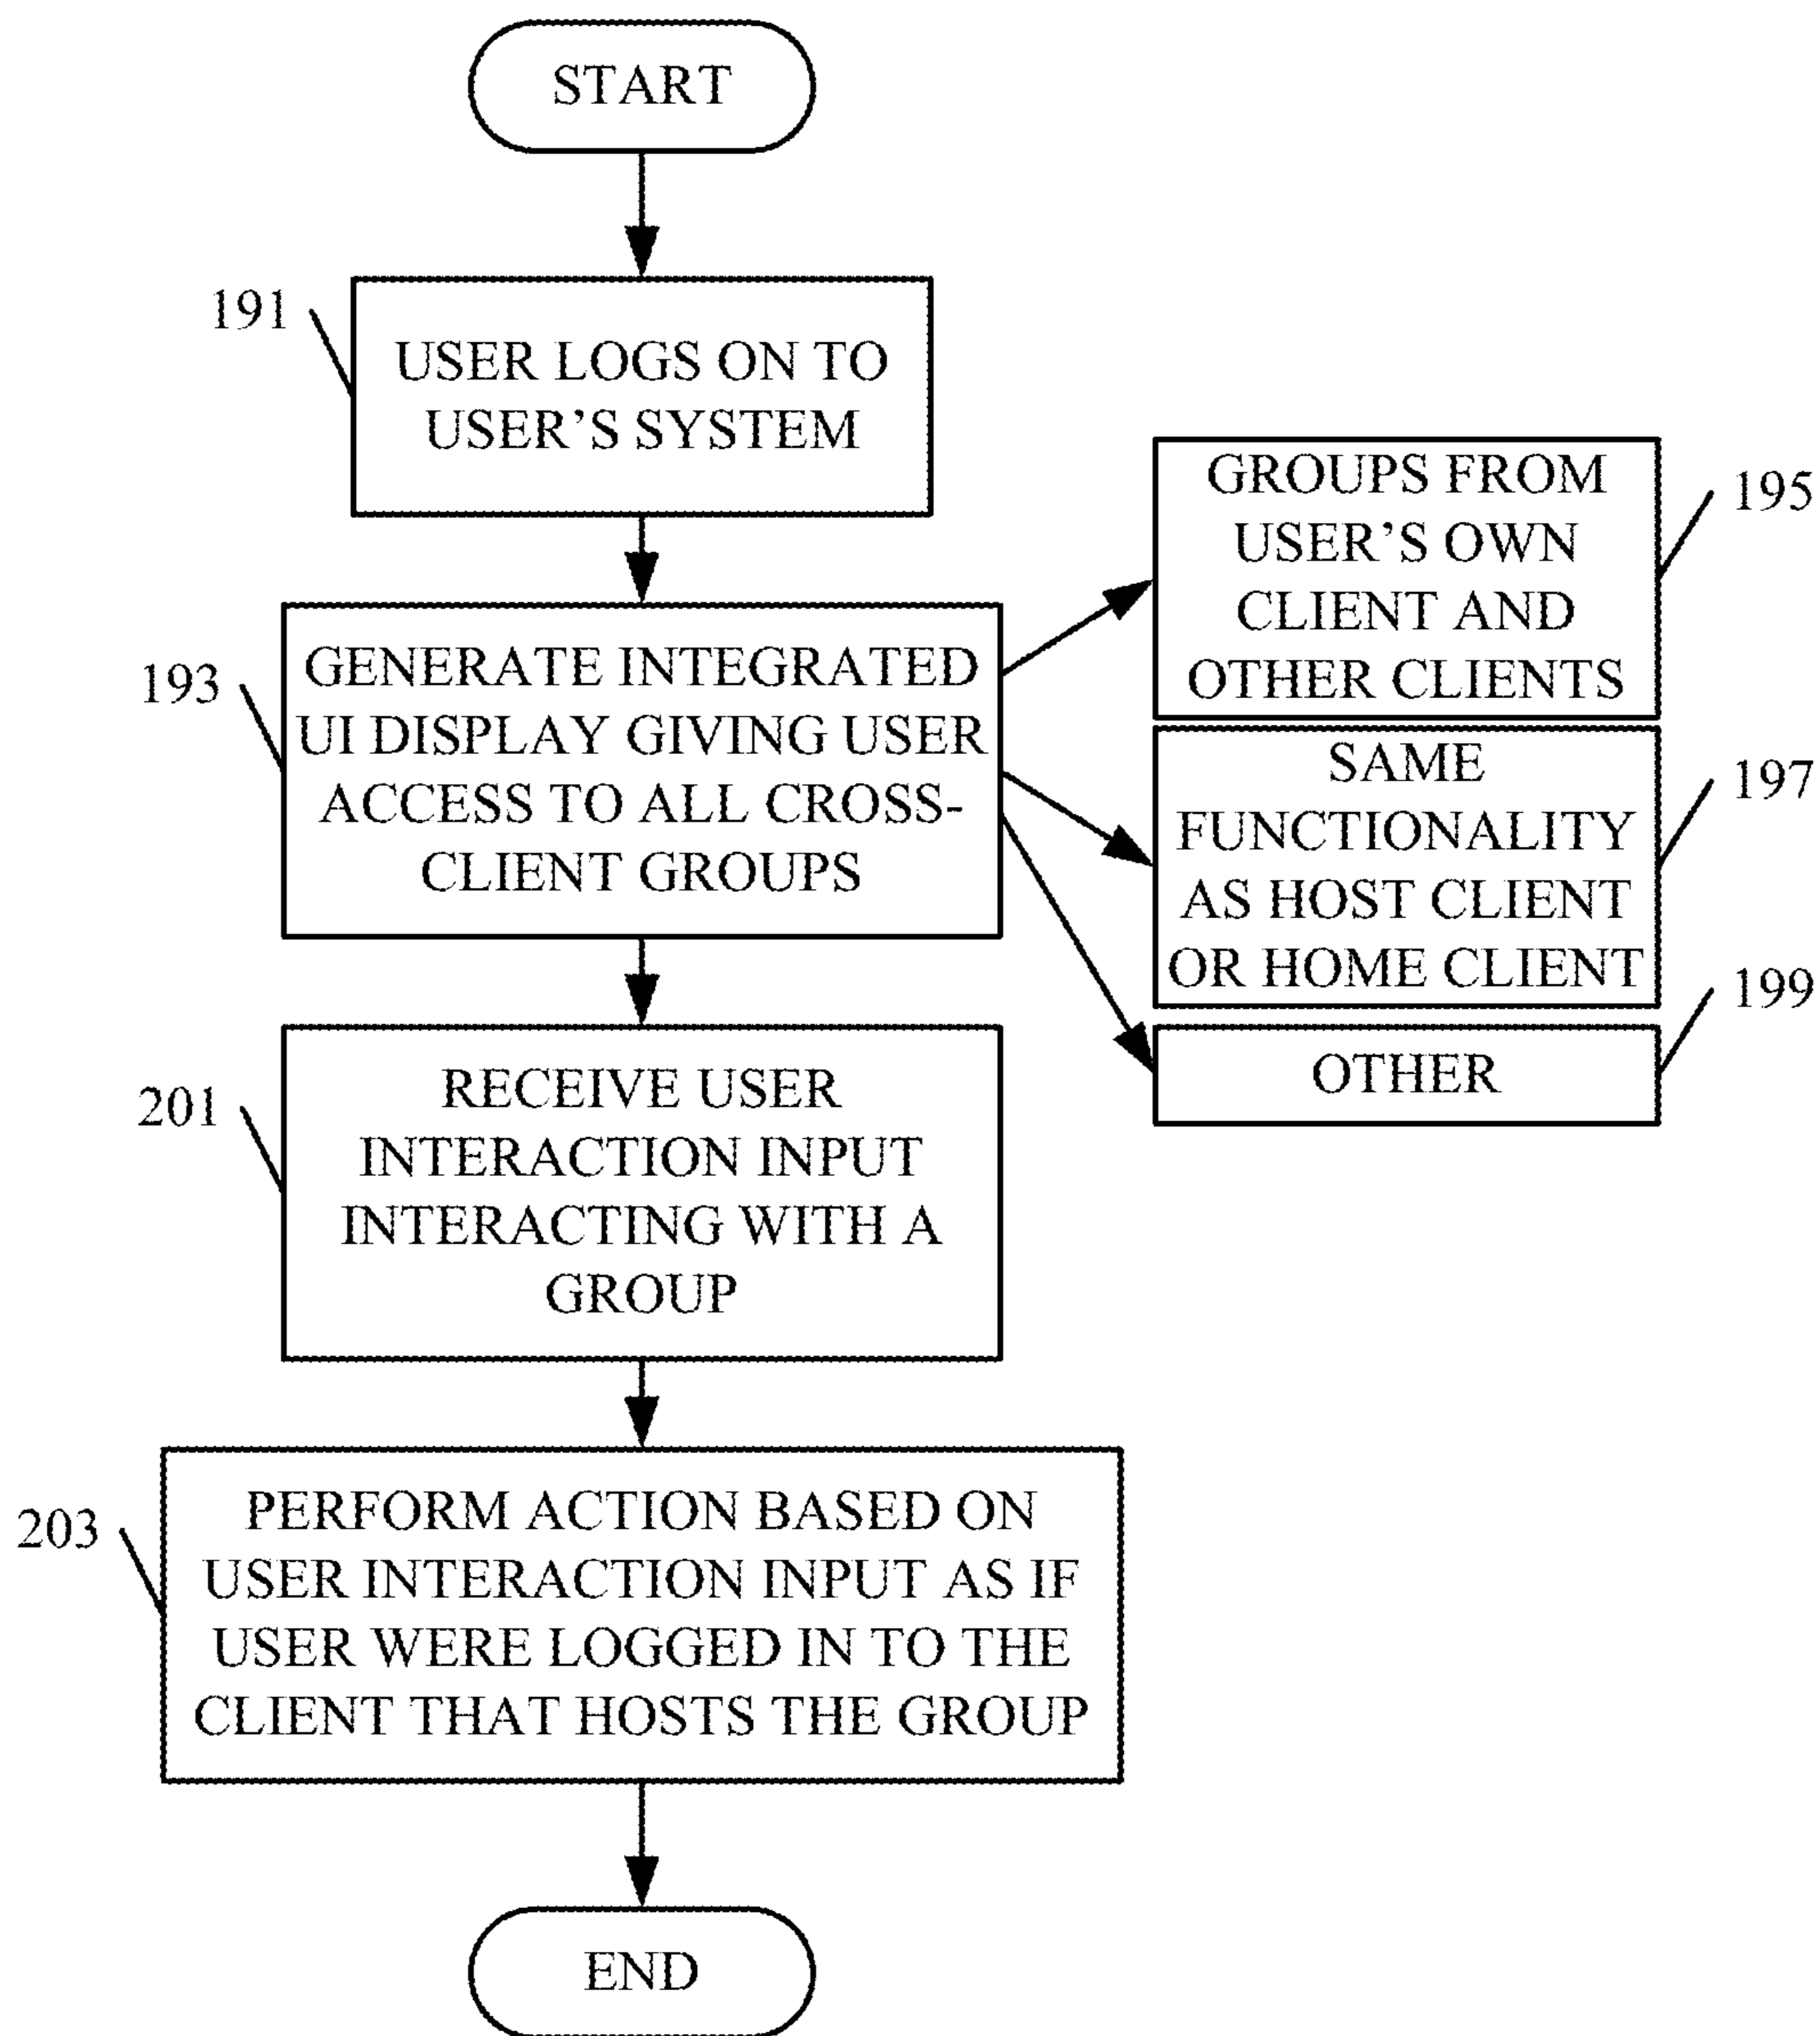 START
191
USER LOGS ON TO
USER'S SYSTEM
193
GENERATE INTEGRATED
UI DISPLAY GIVING USER
ACCESS TO ALL CROSS-
CLIENT GROUPS
GROUPS FROM
USER'S OWN
CLIENT AND
OTHER CLIENTS
195
SAME
FUNCTIONALITY
AS HOST CLIENT
OR HOME CLIENT
197
OTHER
199
201
RECEIVE USER
INTERACTION INPUT
INTERACTING WITH A
GROUP
203
PERFORM ACTION BASED ON
USER INTERACTION INPUT AS IF
USER WERE LOGGED IN TO THE
CLIENT THAT HOSTS THE GROUP
END